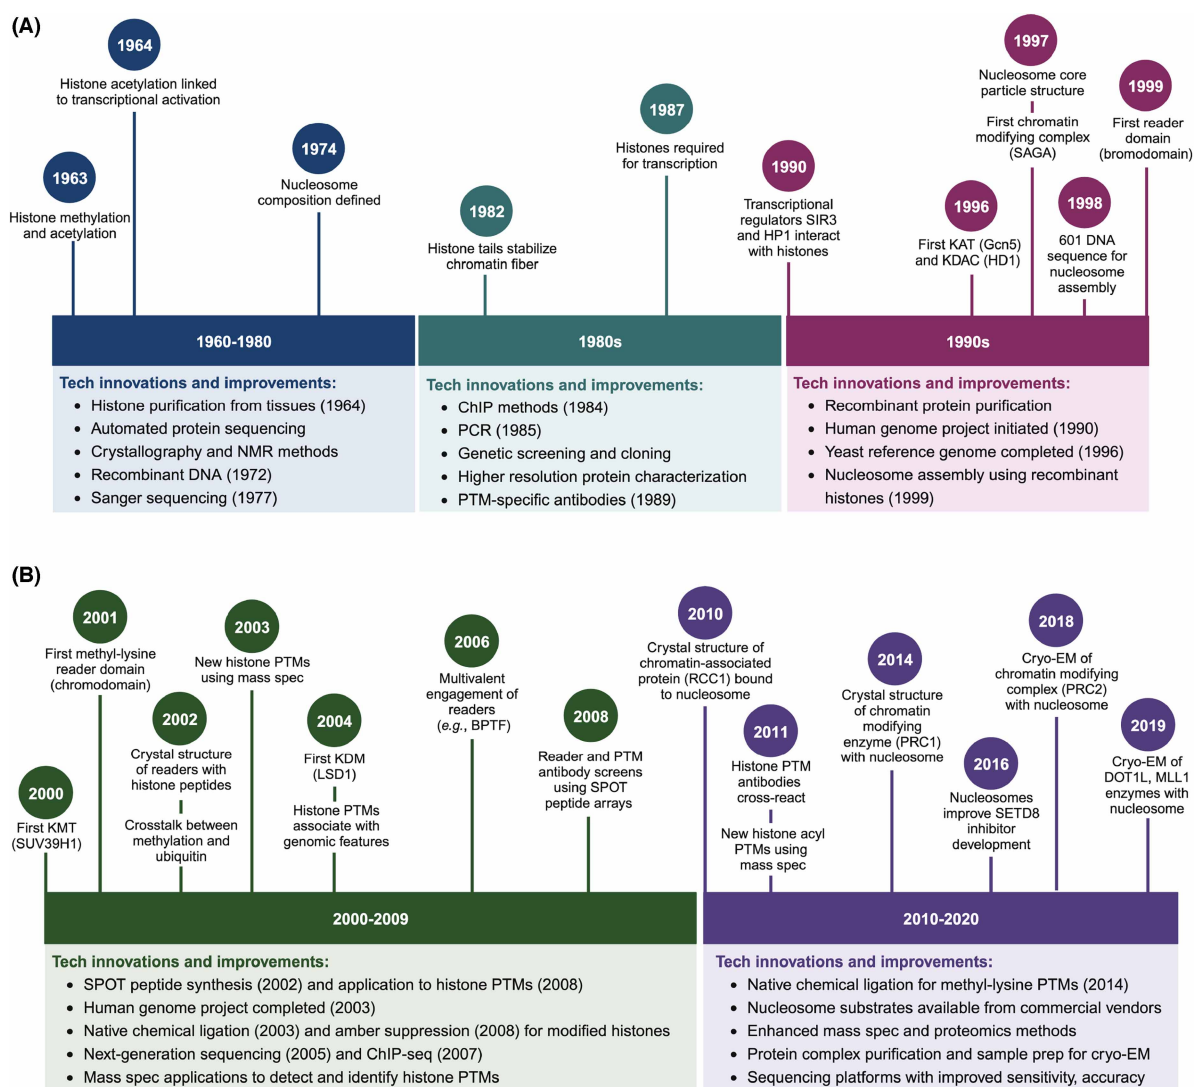 (A)
1964
Histone acetylation linked
to transcriptional activation
1963
Histone methylation
and acetylation
1974
Nucleosome
composition defined
1982
Histone tails stabilize
chromatin fiber
1987
Histones required
for transcription
1990
Transcriptional
regulators SIR3
and HP1 interact
with histones
1996
First KAT (Gcn5)
and KDAC (HD1)
1997
Nucleosome core
particle structure
First chromatin
modifying complex
(SAGA)
1998
601 DNA
sequence for
nucleosome
assembly
1999
First reader
domain
(bromodomain)
1960-1980
Tech innovations and improvements:
• Histone purification from tissues (1964)
• Automated protein sequencing
• Crystallography and NMR methods
• Recombinant DNA (1972)
• Sanger sequencing (1977)
1980s
Tech innovations and improvements:
• ChIP methods (1984)
• PCR (1985)
• Genetic screening and cloning
• Higher resolution protein characterization
• PTM-specific antibodies (1989)
1990s
Tech innovations and improvements:
• Recombinant protein purification
• Human genome project initiated (1990)
• Yeast reference genome completed (1996)
• Nucleosome assembly using recombinant
histones (1999)
(B)
2000
First KMT
(SUV39H1)
2001
First methyl-lysine
reader domain
(chromodomain)
2002
Crystal structure
of readers with
histone peptides
Crosstalk between
methylation and
ubiquitin
2003
New histone PTMs
using mass spec
2004
First KDM
(LSD1)
Histone PTMs
associate with
genomic features
2006
Multivalent
engagement of
readers
(e.g., BPTF)
2008
Reader and PTM
antibody screens
using SPOT
peptide arrays
2010
Crystal structure of
chromatin-associated
protein (RCC1) bound
to nucleosome
2011
Histone PTM
antibodies
cross-react
New histone acyl
PTMs using
mass spec
2014
Crystal structure
of chromatin
modifying
enzyme (PRC1)
with nucleosome
2016
Nucleosomes
improve SETD8
inhibitor
development
2018
Cryo-EM of
chromatin modifying
complex (PRC2)
with nucleosome
2019
Cryo-EM of
DOT1L, MLL1
enzymes with
nucleosome
2000-2009
Tech innovations and improvements:
• SPOT peptide synthesis (2002) and application to histone PTMs (2008)
• Human genome project completed (2003)
• Native chemical ligation (2003) and amber suppression (2008) for modified histones
• Next-generation sequencing (2005) and ChIP-seq (2007)
• Mass spec applications to detect and identify histone PTMs
2010-2020
Tech innovations and improvements:
• Native chemical ligation for methyl-lysine PTMs (2014)
• Nucleosome substrates available from commercial vendors
• Enhanced mass spec and proteomics methods
• Protein complex purification and sample prep for cryo-EM
• Sequencing platforms with improved sensitivity, accuracy